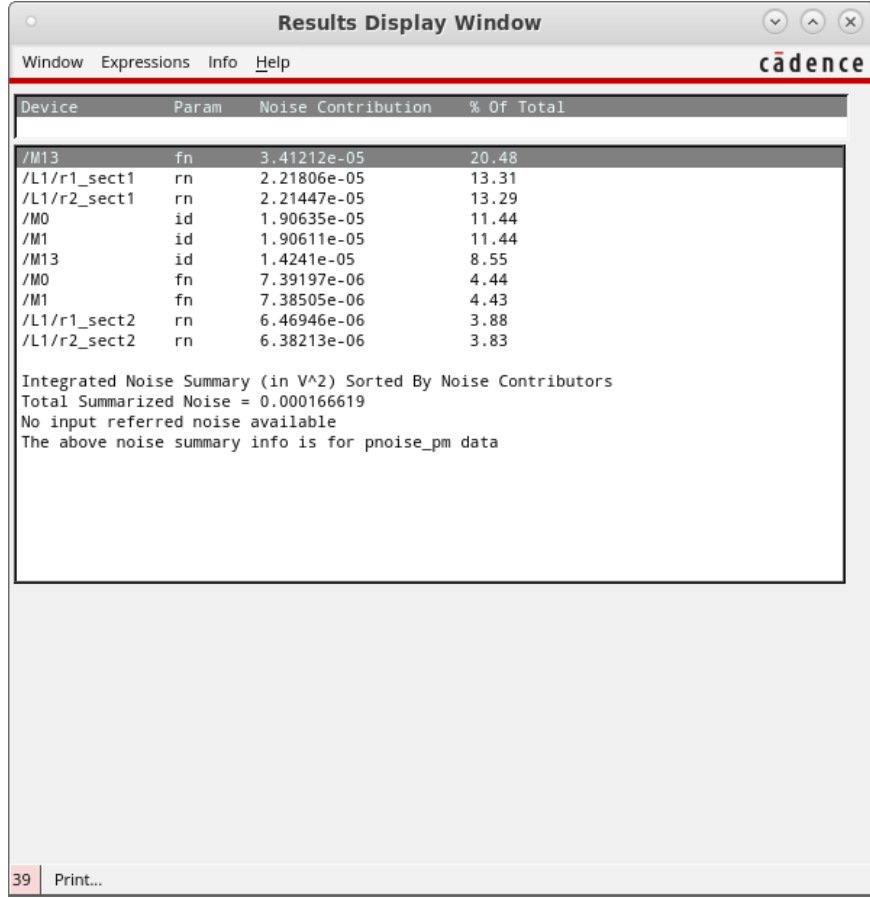 Results Display Window
Window Expressions Info Help cādence
Device Param Noise Contribution % Of Total
/M13 fn 3.41212e-05 20.48
/L1/r1_sect1 rn 2.21806e-05 13.31
/L1/r2_sect1 rn 2.21447e-05 13.29
/M0 id 1.90635e-05 11.44
/M1 id 1.90611e-05 11.44
/M13 id 1.4241e-05 8.55
/M0 fn 7.39197e-06 4.44
/M1 fn 7.38505e-06 4.43
/L1/r1_sect2 rn 6.46946e-06 3.88
/L1/r2_sect2 rn 6.38213e-06 3.83
Integrated Noise Summary (in V^2) Sorted By Noise Contributors
Total Summarized Noise = 0.000166619
No input referred noise available
The above noise summary info is for pnoise_pm data
39 Print...